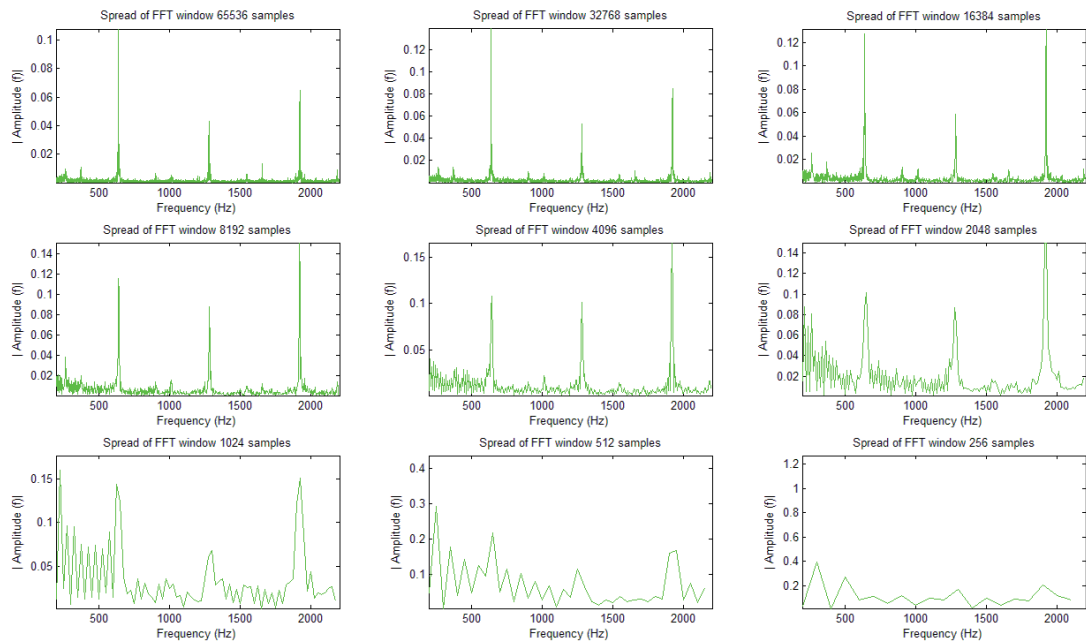 Spread of FFT window 65536 samples
0.1
0.08
0.06
0.04
0.02
| Amplitude (f)|
500 1000 1500 2000
Frequency (Hz)
Spread of FFT window 32768 samples
0.12
0.1
0.08
0.06
0.04
0.02
| Amplitude (f)|
500 1000 1500 2000
Frequency (Hz)
Spread of FFT window 16384 samples
0.12
0.1
0.08
0.06
0.04
0.02
| Amplitude (f)|
500 1000 1500 2000
Frequency (Hz)
Spread of FFT window 8192 samples
0.14
0.12
0.1
0.08
0.06
0.04
0.02
| Amplitude (f)|
500 1000 1500 2000
Frequency (Hz)
Spread of FFT window 4096 samples
0.15
0.1
0.05
| Amplitude (f)|
500 1000 1500 2000
Frequency (Hz)
Spread of FFT window 2048 samples
0.14
0.12
0.1
0.08
0.06
0.04
0.02
| Amplitude (f)|
500 1000 1500 2000
Frequency (Hz)
Spread of FFT window 1024 samples
0.15
0.1
0.05
| Amplitude (f)|
500 1000 1500 2000
Frequency (Hz)
Spread of FFT window 512 samples
0.4
0.3
0.2
0.1
| Amplitude (f)|
500 1000 1500 2000
Frequency (Hz)
Spread of FFT window 256 samples
1.2
1
0.8
0.6
0.4
0.2
| Amplitude (f)|
500 1000 1500 2000
Frequency (Hz)